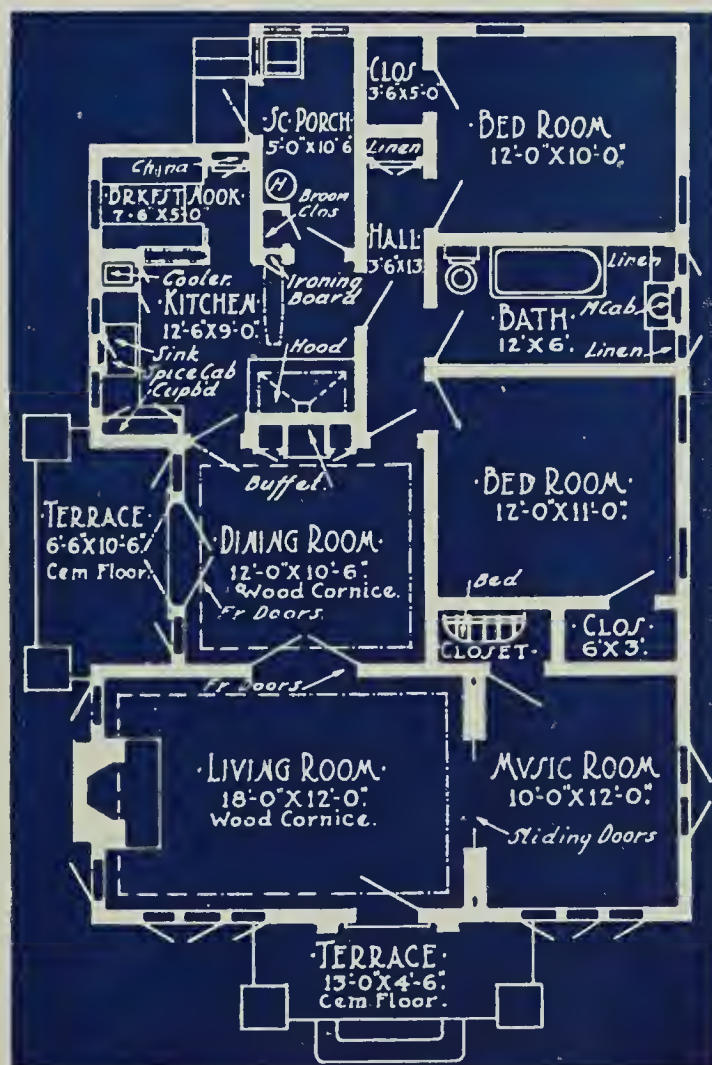 CLOS
3'-6"X5'-0"
SC. PORCH
5'-0"X10'6
BED ROOM
12'-0"X10'-0".
Linen
China
BRKFST NOOK
7'-6"X5'-0"
H
Broom
Clos
HALL
3'-6"X13'
Cooler.
Ironing
Board
Linen
KITCHEN
12'-6"X9'-0".
M.Cab
BATH
12'X6'.
Hood
Sink
Linen
Spice Cab
Cupb'd
Buffet.
BED ROOM
12'-0"X11'-0".
TERRACE
6'-6"X10'-6".
Cem Floor.
DINING ROOM
12'-0"X10'-6".
Wood Cornice.
Fr Doors.
Bed
CLOS
6'X3'.
CLOSET
Fr Doors
LIVING ROOM
18'-0"X12'-0".
Wood Cornice.
MVSIC ROOM
10'-0"X12'-0".
Sliding Doors
TERRACE
13'-0"X4'-6".
Cem Floor.